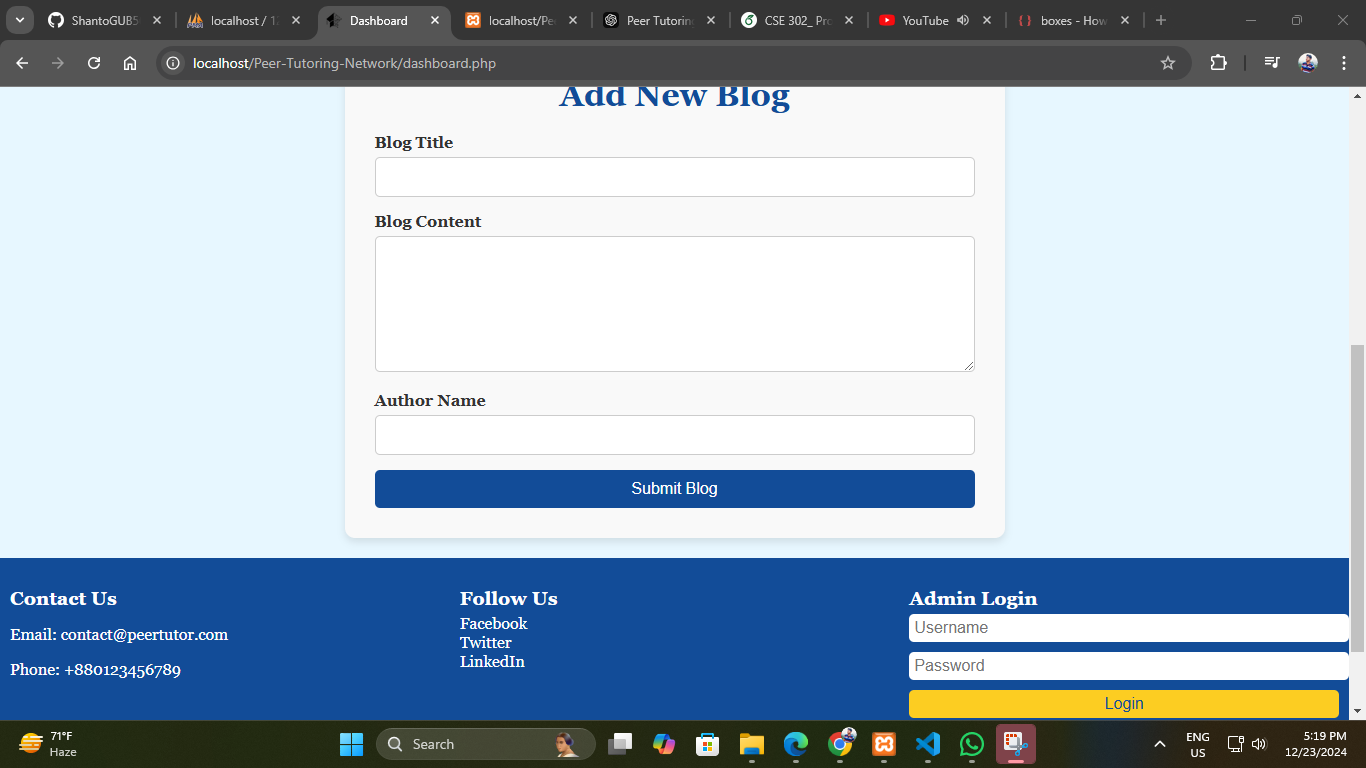 ShantoGUB5
localhost / 12
Dashboard
localhost/Pee
Peer Tutoring
CSE 302_ Pro
YouTube
boxes - How
localhost/Peer-Tutoring-Network/dashboard.php
Add New Blog
Blog Title
Blog Content
Author Name
Submit Blog
Contact Us
Email: contact@peertutor.com
Phone: +880123456789
Follow Us
Facebook
Twitter
LinkedIn
Admin Login
Username
Password
Login
71°F
Haze
Search
ENG
US
5:19 PM
12/23/2024